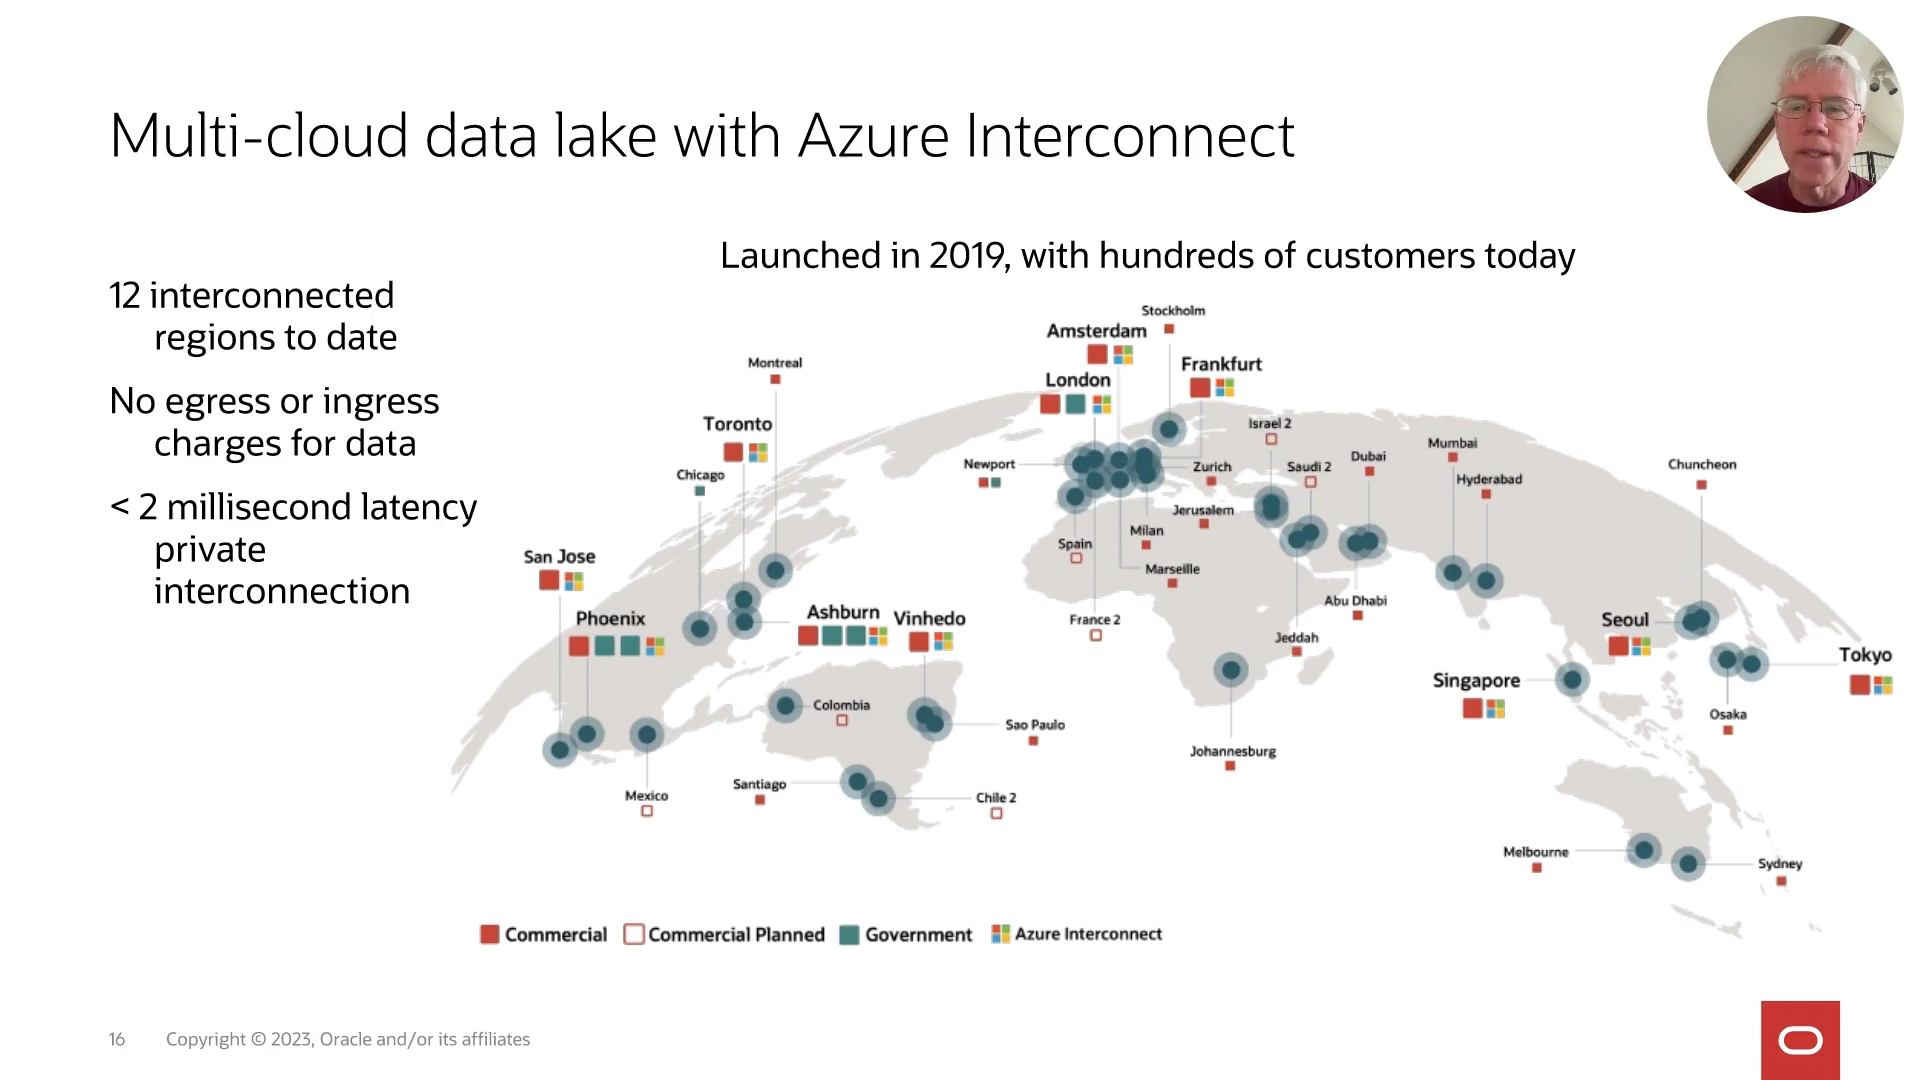 Multi-cloud data lake with Azure Interconnect
Launched in 2019, with hundreds of customers today
12 interconnected
regions to date
No egress or ingress
charges for data
< 2 millisecond latency
private
interconnection
Stockholm
Amsterdam
Frankfurt
London
Montreal
Toronto
Chicago
Newport
Israel 2
Zurich
Saudi 2
Dubai
Mumbai
Hyderabad
Chuncheon
Jerusalem
Milan
Spain
Marseille
San Jose
Phoenix
Ashburn
Vinhedo
France 2
Abu Dhabi
Jeddah
Seoul
Tokyo
Singapore
Colombia
Sao Paulo
Osaka
Johannesburg
Mexico
Santiago
Chile 2
Melbourne
Sydney
Commercial
Commercial Planned
Government
Azure Interconnect
16
Copyright © 2023, Oracle and/or its affiliates